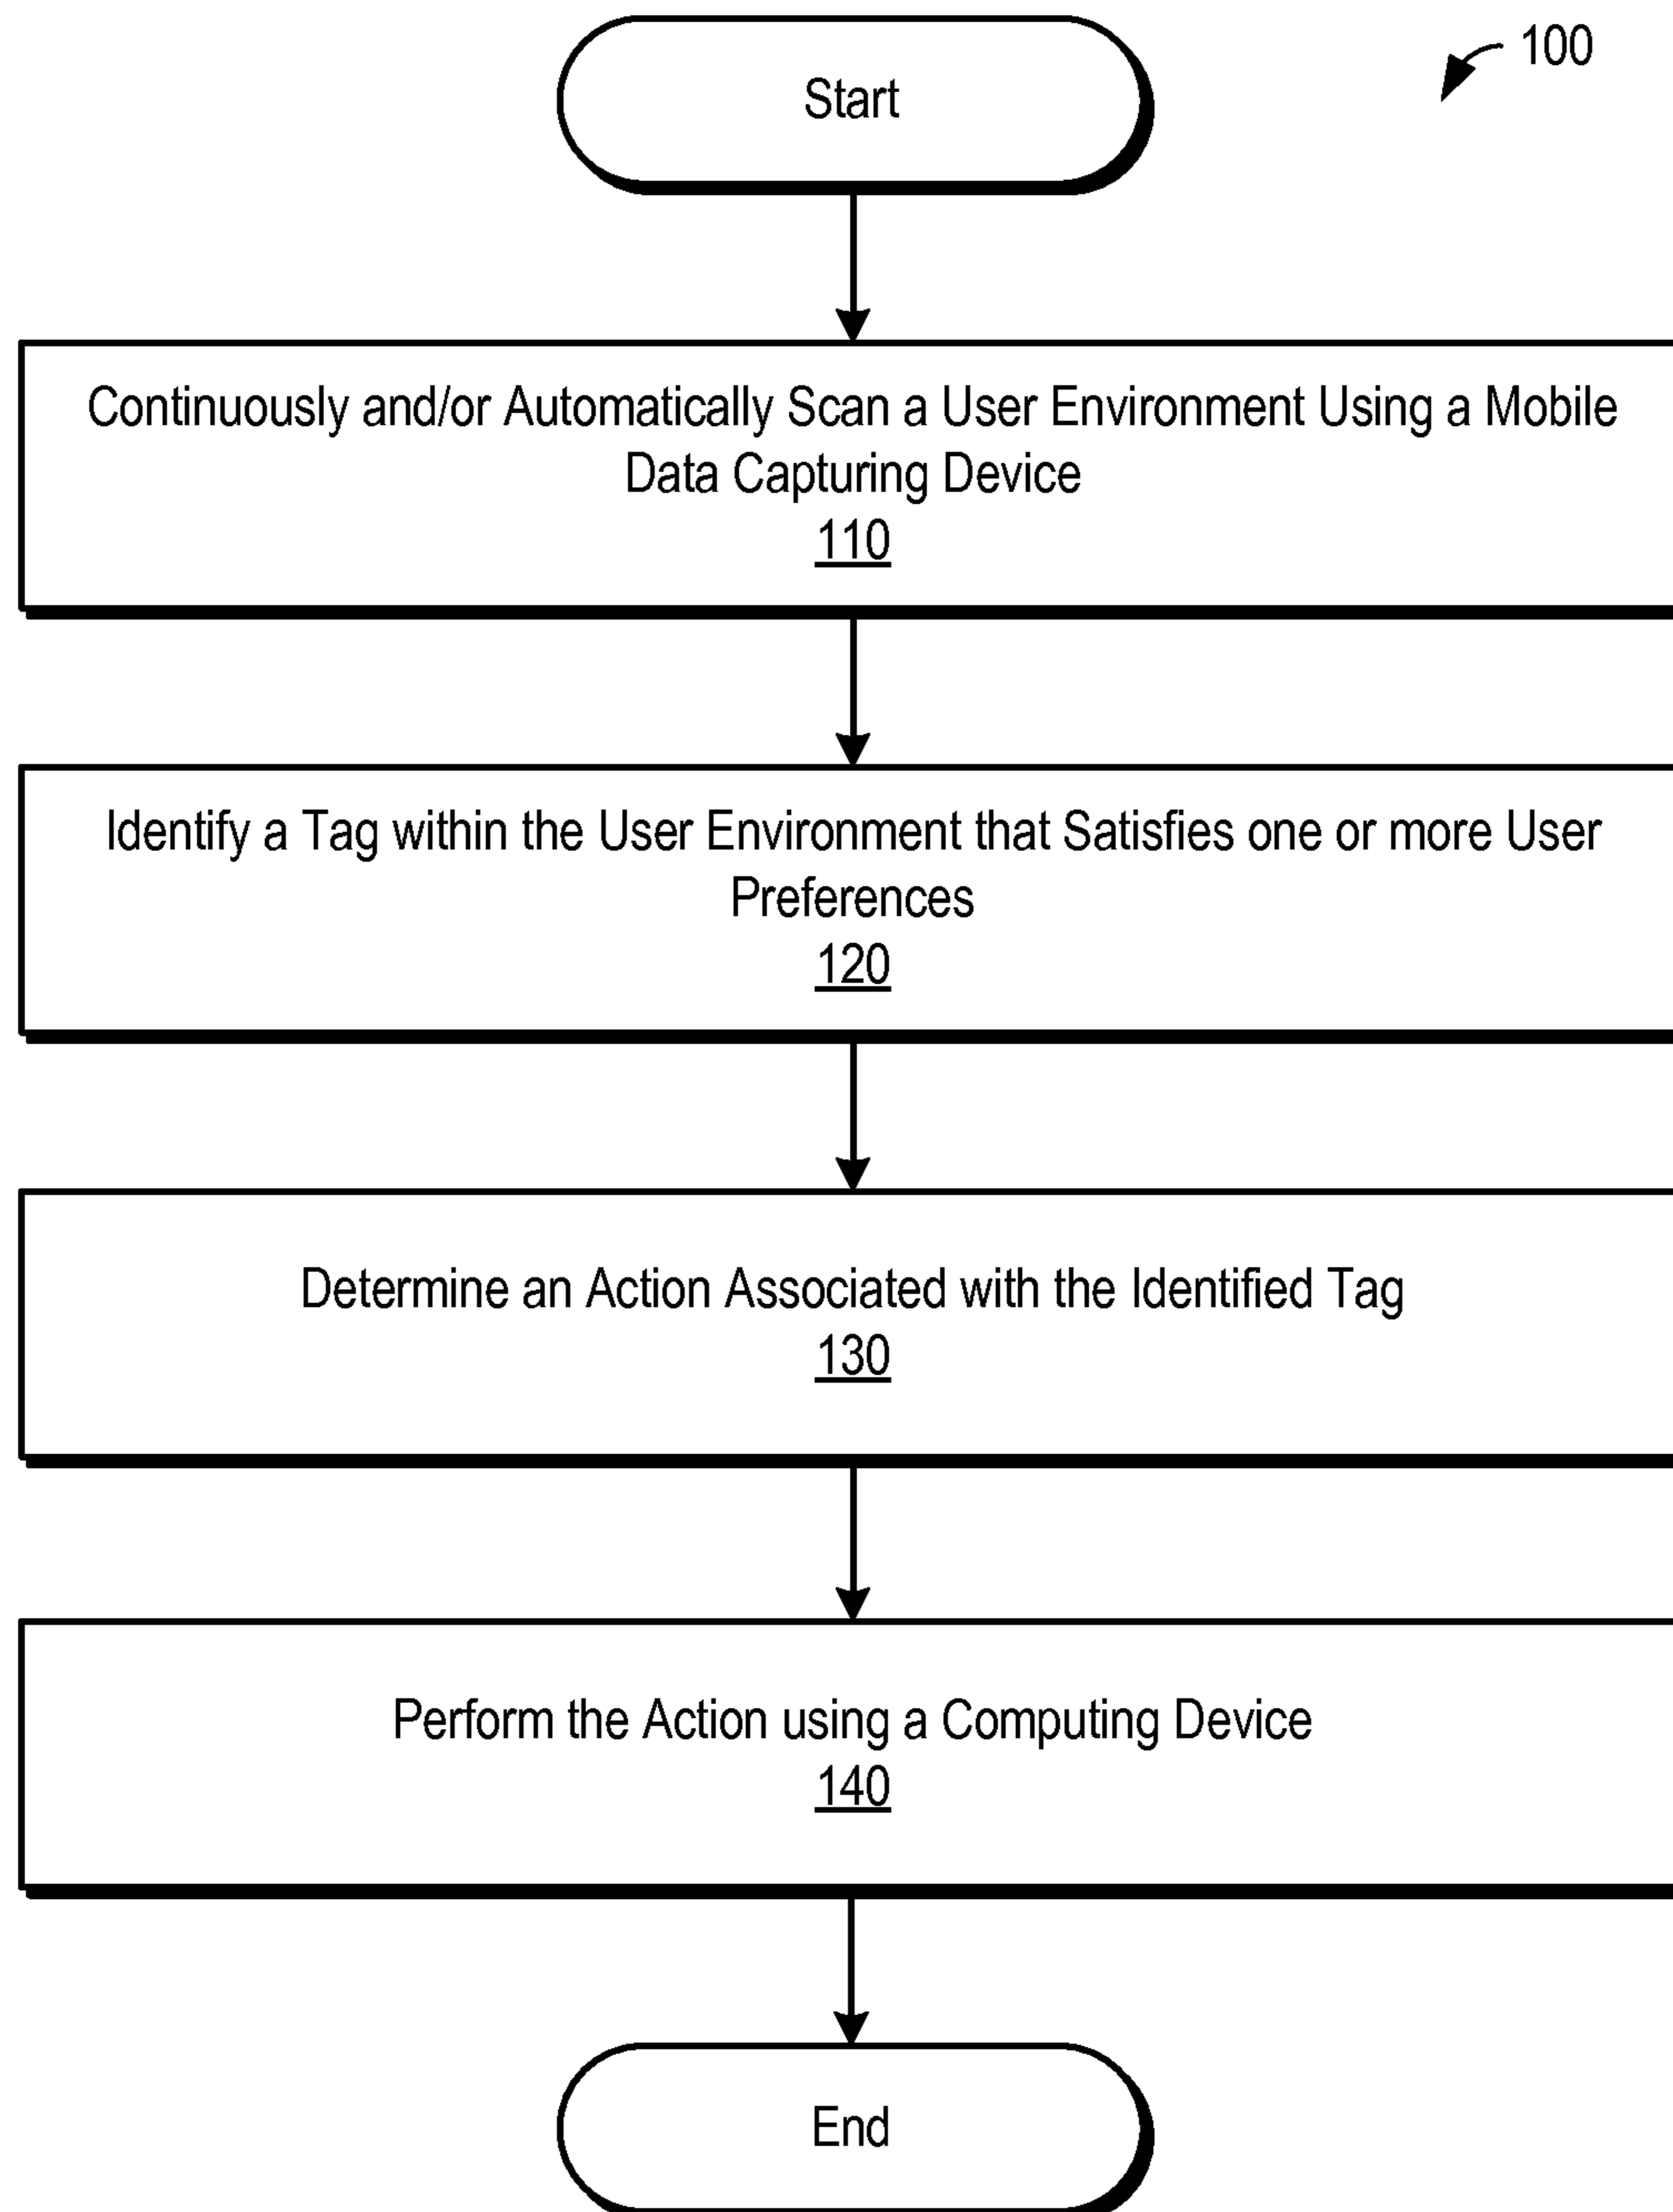 100
Start
Continuously and/or Automatically Scan a User Environment Using a Mobile
Data Capturing Device
110
Identify a Tag within the User Environment that Satisfies one or more User
Preferences
120
Determine an Action Associated with the Identified Tag
130
Perform the Action using a Computing Device
140
End